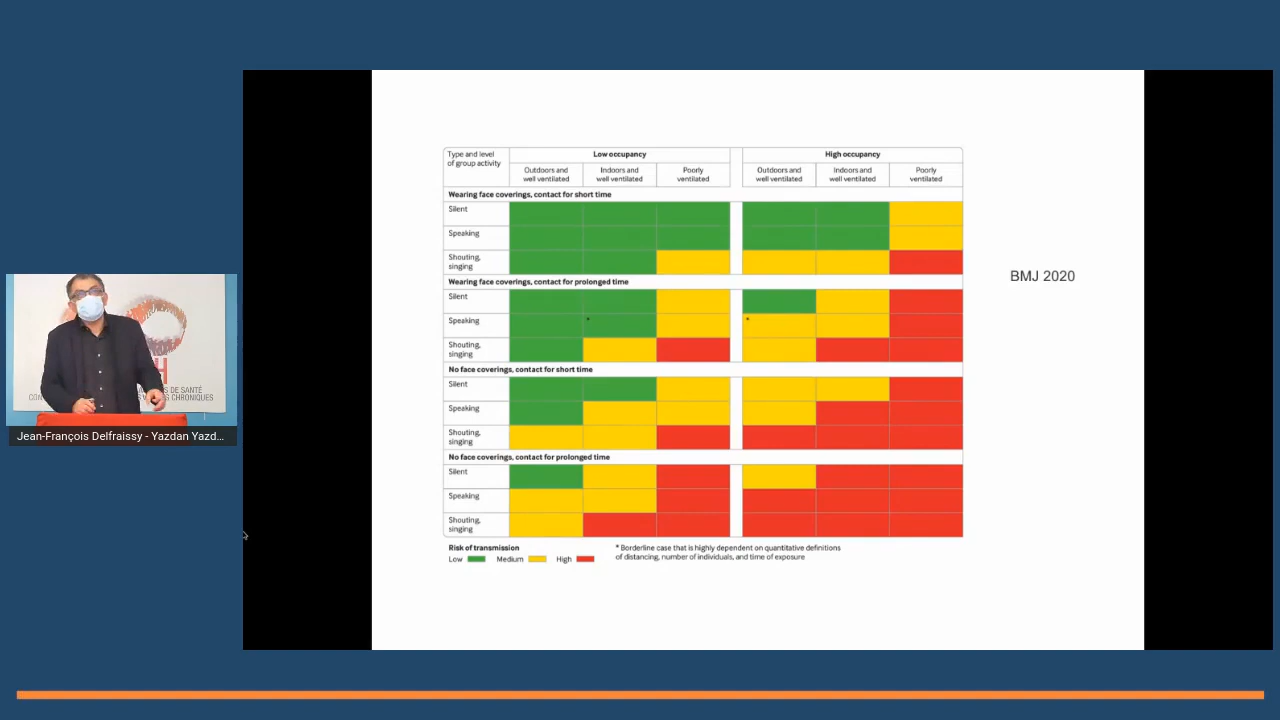 Type and level
of group activity
Low occupancy
High occupancy
Outdoors and
well ventilated
Indoors and
well ventilated
Poorly
ventilated
Outdoors and
well ventilated
Indoors and
well ventilated
Poorly
ventilated
Wearing face coverings, contact for short time
Silent
Speaking
Shouting,
singing
Wearing face coverings, contact for prolonged time
Silent
Speaking
*
*
Shouting,
singing
No face coverings, contact for short time
Silent
Speaking
Shouting,
singing
No face coverings, contact for prolonged time
Silent
Speaking
Shouting,
singing
Risk of transmission
Low Medium High
* Borderline case that is highly dependent on quantitative definitions
of distancing, number of individuals, and time of exposure
BMJ 2020
S DE SANTÉ
CHRONIQUES
Jean-François Delfraissy - Yazdan Yazd...